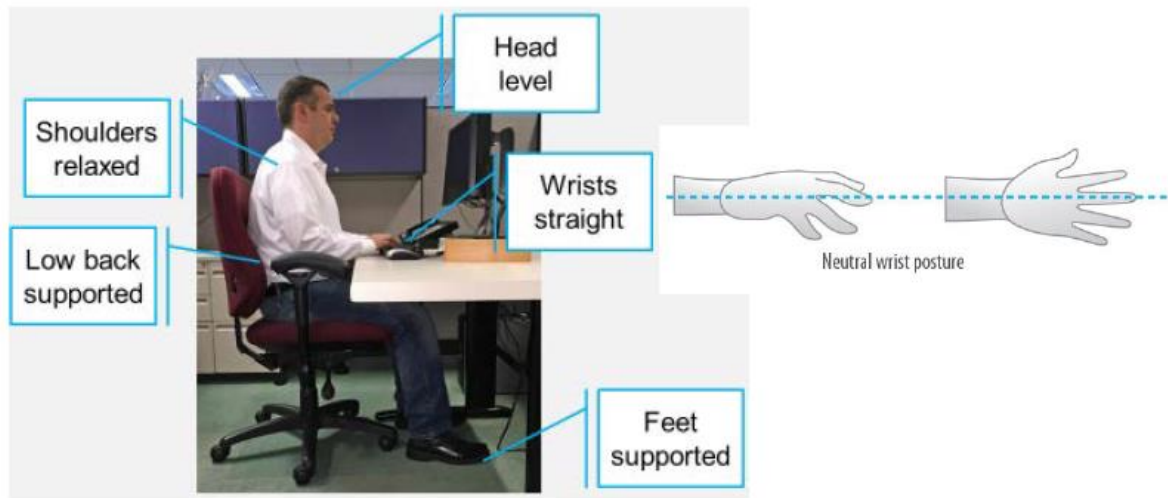 Head
level
Shoulders
relaxed
Wrists
straight
Low back
supported
Neutral wrist posture
Feet
supported